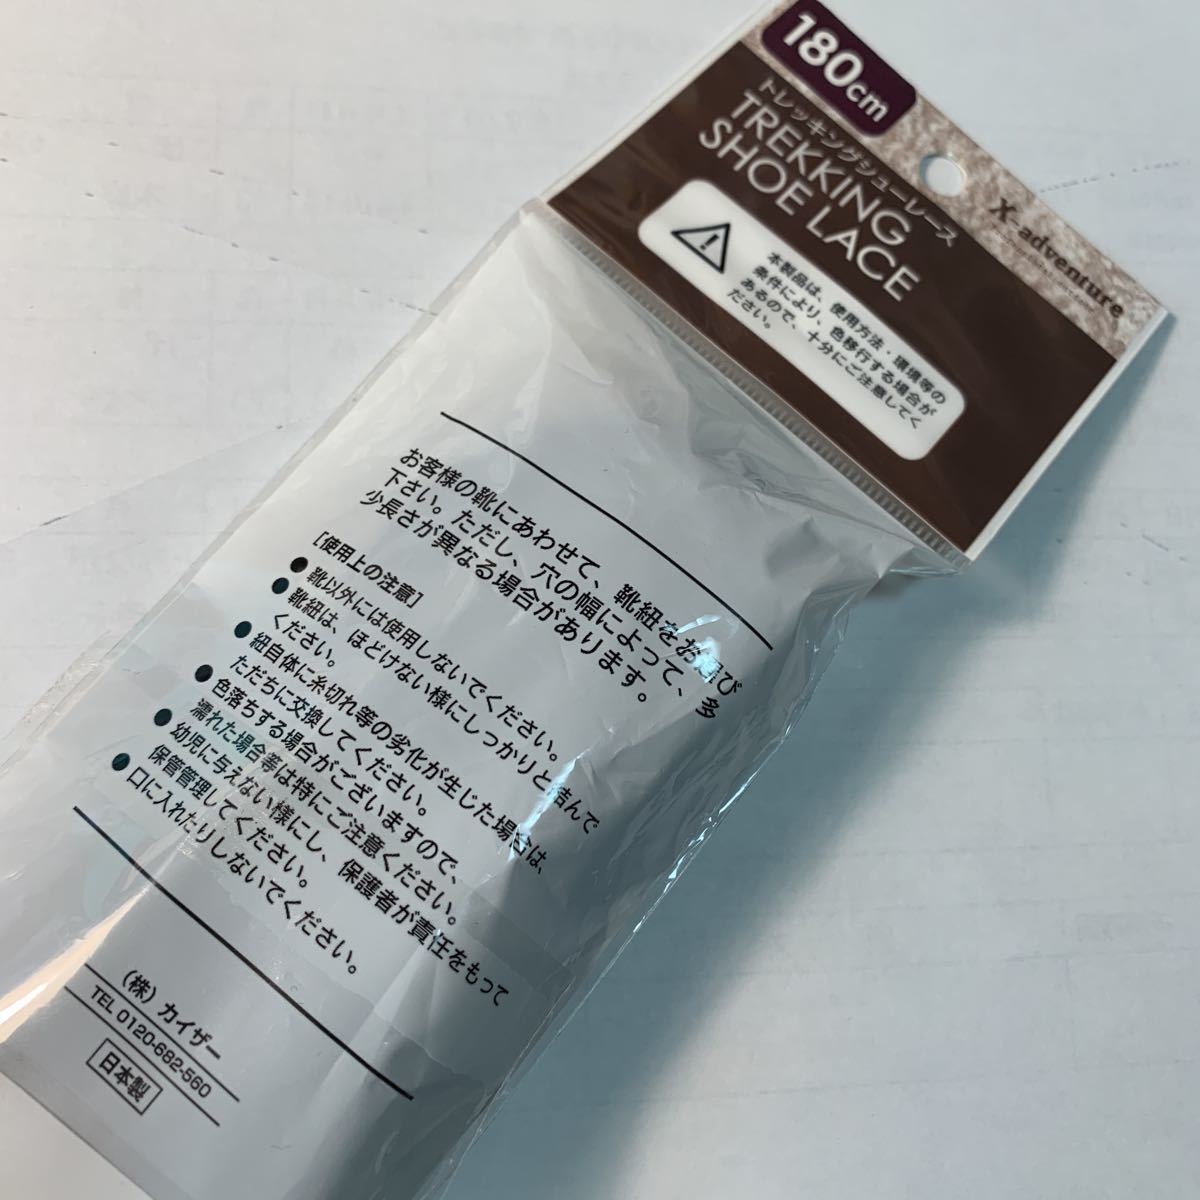 180cm
トレッキングシューレース
TREKKING
SHOE LACE
X-adventure
本製品は、使用方法・環境等の
条件により、色移行する場合が
あるので、十分にご注意してく
ださい。
お客様の靴にあわせて、靴紐をお選び
下さい。ただし、穴の幅によって、多
少長さが異なる場合があります。
[使用上の注意]
● 靴以外には使用しないでください。
● 靴紐は、ほどけない様にしっかりと結んで
ください。
● 紐自体に糸切れ等の劣化が生じた場合は、
ただちに交換してください。
● 色落ちする場合がございますので、
濡れた場合等は特にご注意ください。
● 幼児に与えない様にし、保護者が責任をもって
保管管理してください。
● 口に入れたりしないでください。
(株) カイザー
TEL 0120-682-560
日本製